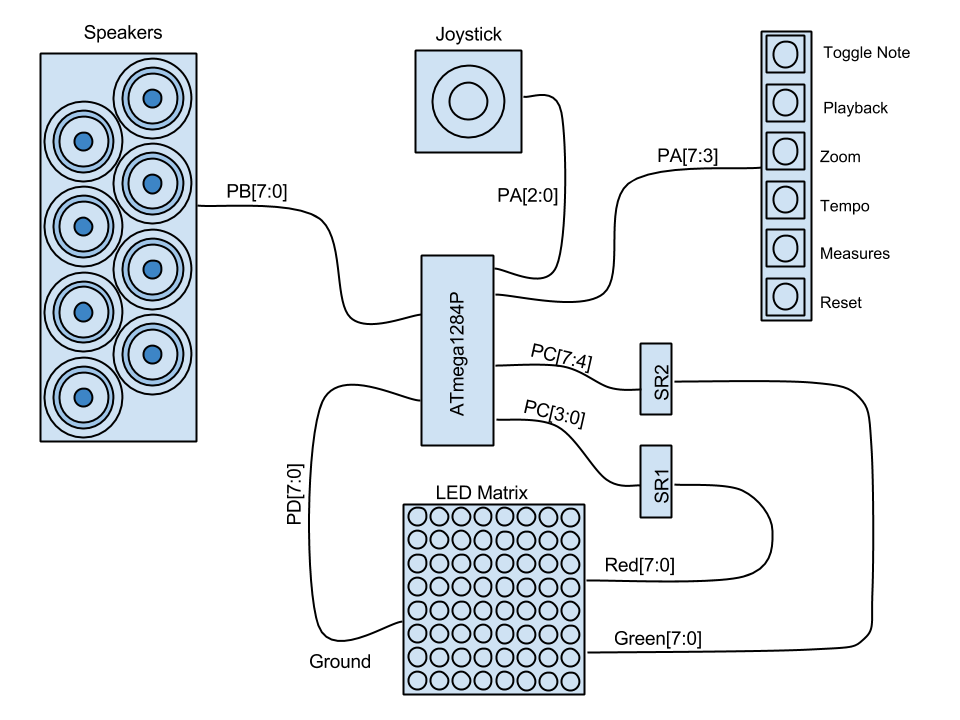 Speakers
Joystick
Toggle Note
Playback
PA[7:3]
Zoom
PB[7:0]
PA[2:0]
Tempo
Measures
Reset
ATmega1284P
PC[7:4]
SR2
PC[3:0]
SR1
PD[7:0]
LED Matrix
Red[7:0]
Green[7:0]
Ground